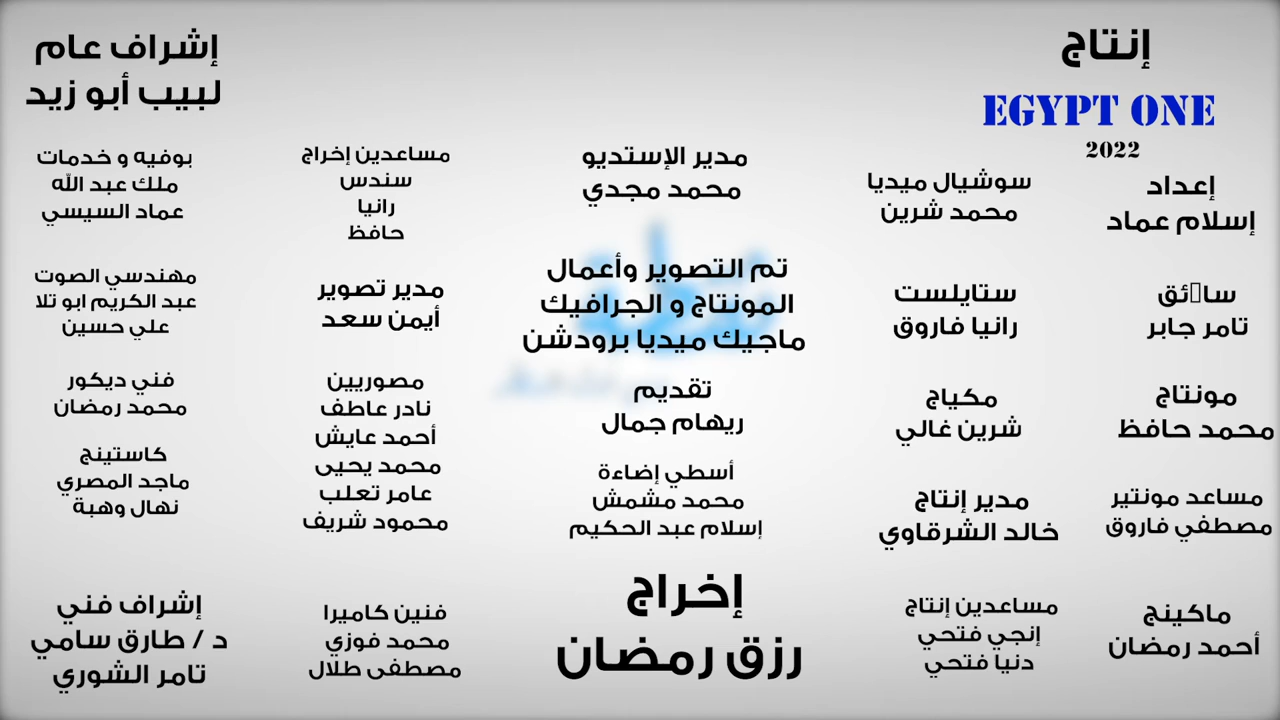 إنتاج
EGYPT ONE
2022
إعداد
إسلام عماد
تامر جابر
مونتاج
محمد حافظ
مساعد مونتير
مصطفي فاروق
ماكينج
أحمد رمضان
سوشيال ميديا
محمد شرين
ستايلست
رانيا فاروق
مكياج
شرين غالي
مدير إنتاج
خالد الشرقاوي
مساعدين إنتاج
إنجي فتحي
دنيا فتحي
مدير الإستديو
محمد مجدي
تم التصوير وأعمال
المونتاج و الجرافيك
ماجيك ميديا برودشن
تقديم
ريهام جمال
أسطي إضاءة
محمد مشمش
إسلام عبد الحكيم
إخراج
رزق رمضان
مساعدين إخراج
سندس
رانيا
حافظ
مدير تصوير
أيمن سعد
مصوريين
نادر عاطف
أحمد عايش
محمد يحيى
عامر تعلب
محمود شريف
فنين كاميرا
محمد فوزي
مصطفى طلال
إشراف عام
لبيب أبو زيد
بوفيه و خدمات
ملك عبد الله
عماد السيسي
مهندسي الصوت
عبد الكريم ابو تلا
علي حسين
فني ديكور
محمد رمضان
كاستينج
ماجد المصري
نهال وهبة
إشراف فني
د / طارق سامي
تامر الشوري